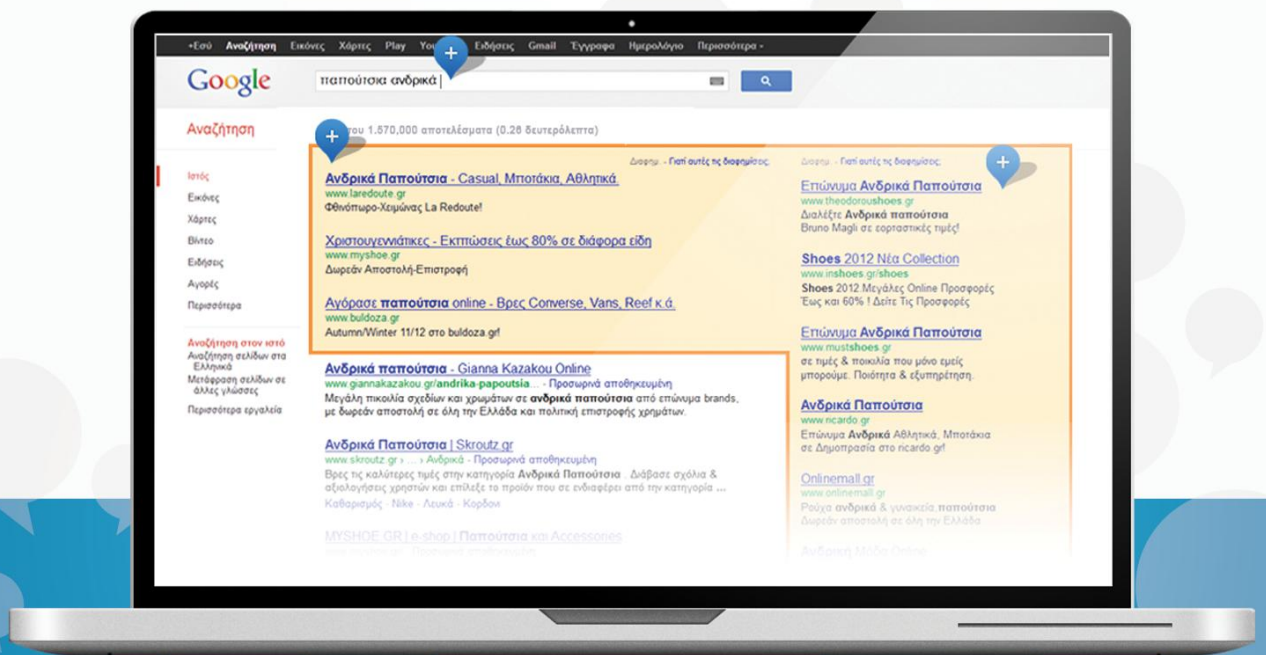 +Εσύ Αναζήτηση Εικόνες Χάρτες Play You Ειδήσεις Gmail Έγγραφα Ημερολόγιο Περισσότερα
Google
παπούτσια ανδρικά
Αναζήτηση
που 1.570,000 αποτελέσματα (0.26 δευτερόλεπτα)
Ιστός
Εικόνες
Χάρτες
Βίντεο
Ειδήσεις
Αγορές
Περισσότερα
Αναζήτηση στον ιστό
Αναζήτηση σελίδων στα
Ελληνικά
Μετάφραση σελίδων σε
άλλες γλώσσες
Περισσότερα εργαλεία
Διαφημ. - Γιατί αυτές τις διαφημίσεις;
Ανδρικά Παπούτσια - Casual, Μποτάκια, Αθλητικά.
www.laredoute.gr
Φθινόπωρο-Χειμώνας La Redoute!
Χριστουγεννιάτικες - Εκπτώσεις έως 80% σε διάφορα είδη
www.myshoe.gr
Δωρεάν Αποστολή-Επιστροφή
Αγόρασε παπούτσια online - Βρες Converse, Vans, Reef κ.ά.
www.buldoza.gr
Autumn/Winter 11/12 στο buldoza.gr!
Ανδρικά παπούτσια - Gianna Kazakou Online
www.giannakazakou.gr/andrika-papoutsia... - Προσωρινά αποθηκευμένη
Μεγάλη ποικιλία σχεδίων και χρωμάτων σε ανδρικά παπούτσια από επώνυμα brands,
με δωρεάν αποστολή σε όλη την Ελλάδα και πολιτική επιστροφής χρημάτων.
Ανδρικά Παπούτσια | Skroutz.gr
www.skroutz.gr › ... › Ανδρικά - Προσωρινά αποθηκευμένη
Βρες τις καλύτερες τιμές στην κατηγορία Ανδρικά Παπούτσια . Διάβασε σχόλια &
αξιολογήσεις χρηστών και επίλεξε το προϊόν που σε ενδιαφέρει από την κατηγορία ...
Καθαρισμός - Nike - Λευκά - Κορδόνι
MYSHOE.GR | e-shop | Παπούτσια και Accessories
Διαφημ. - Γιατί αυτές τις διαφημίσεις;
Επώνυμα Ανδρικά Παπούτσια
www.theodoroushoes.gr
Διαλέξτε Ανδρικά παπούτσια
Bruno Magli σε εορταστικές τιμές!
Shoes 2012 Νέα Collection
www.inshoes.gr/shoes
Shoes 2012.Μεγάλες Online Προσφορές
Έως και 60% ! Δείτε Τις Προσφορές
Επώνυμα Ανδρικά Παπούτσια
www.mustshoes.gr
σε τιμές & ποικιλία που μόνο εμείς
μπορούμε. Ποιότητα & εξυπηρέτηση.
Ανδρικά Παπούτσια
www.ricardo.gr
Επώνυμα Ανδρικά Αθλητικά, Μποτάκια
σε Δημοπρασία στο ricardo.gr!
Onlinemall.gr
www.onlinemall.gr
Ρούχα ανδρικά & γυναικεία,παπούτσια
Δωρεάν αποστολή σε όλη την Ελλάδα
Ανδρική Μόδα Online